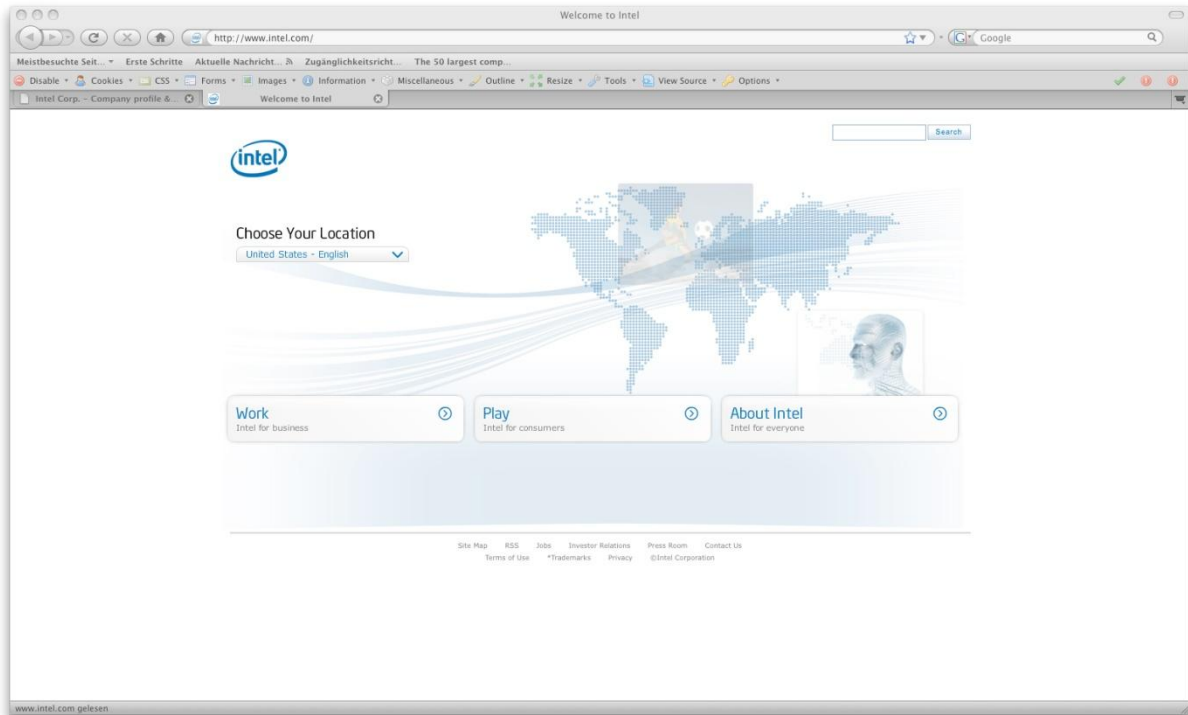 Welcome to Intel
http://www.intel.com/
Google
Meistbesuchte Seit... Erste Schritte Aktuelle Nachricht... Zugänglichkeitsricht... The 50 largest comp...
Disable Cookies CSS Forms Images Information Miscellaneous Outline Resize Tools View Source Options
Intel Corp. – Company profile &... Welcome to Intel
Search
intel
Choose Your Location
United States - English
Work Play About Intel
Intel for business Intel for consumers Intel for everyone
Site Map RSS Jobs Investor Relations Press Room Contact Us
Terms of Use *Trademarks Privacy ©Intel Corporation
www.intel.com gelesen